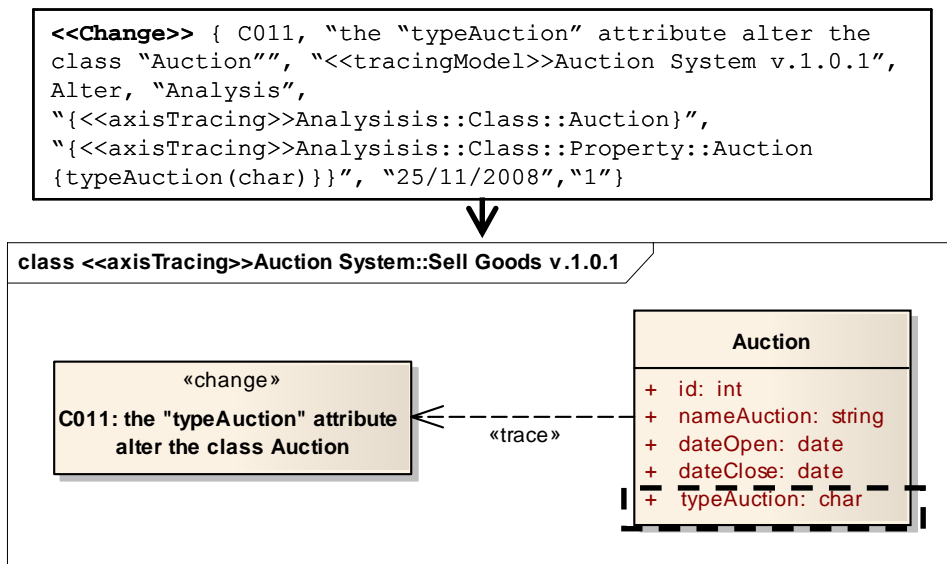 <<Change>> { C011, “the “typeAuction” attribute alter the
class “Auction””, “<<tracingModel>>Auction System v.1.0.1”,
Alter, “Analysis”,
“{<<axisTracing>>Analysisis::Class::Auction}”,
“{<<axisTracing>>Analysisis::Class::Property::Auction
{typeAuction(char)}}”, “25/11/2008”,“1”}
class <<axisTracing>>Auction System::Sell Goods v.1.0.1
«change»
C011: the "typeAuction" attribute
alter the class Auction
«trace»
Auction
+ id: int
+ nameAuction: string
+ dateOpen: date
+ dateClose: date
+ typeAuction: char